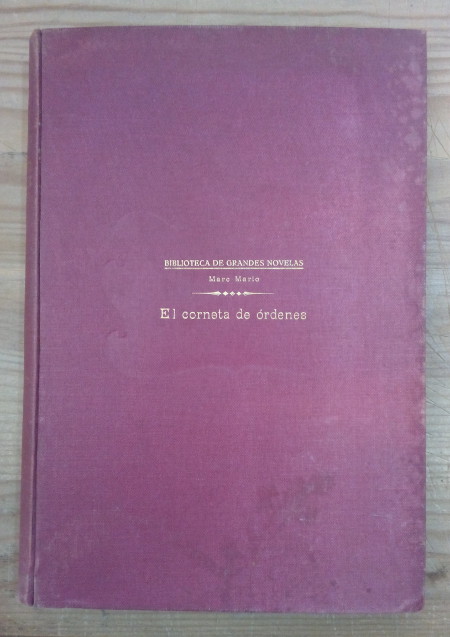 BIBLIOTECA DE GRANDES NOVELAS
Marc Mario
El corneta de órdenes